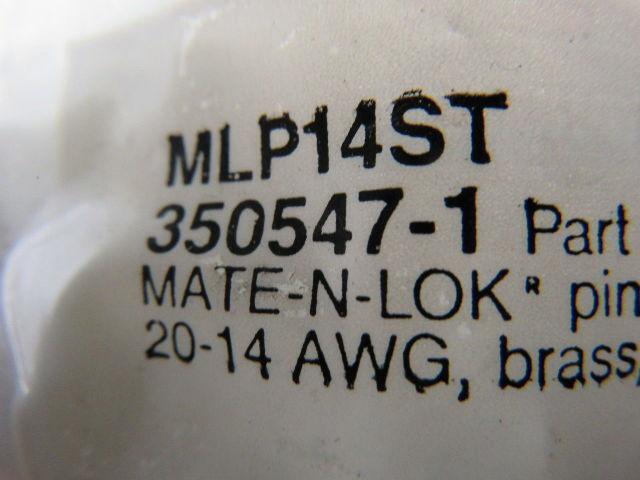 MLP14ST
350547-1 Part
MATE-N-LOK® pin
20-14 AWG, brass/